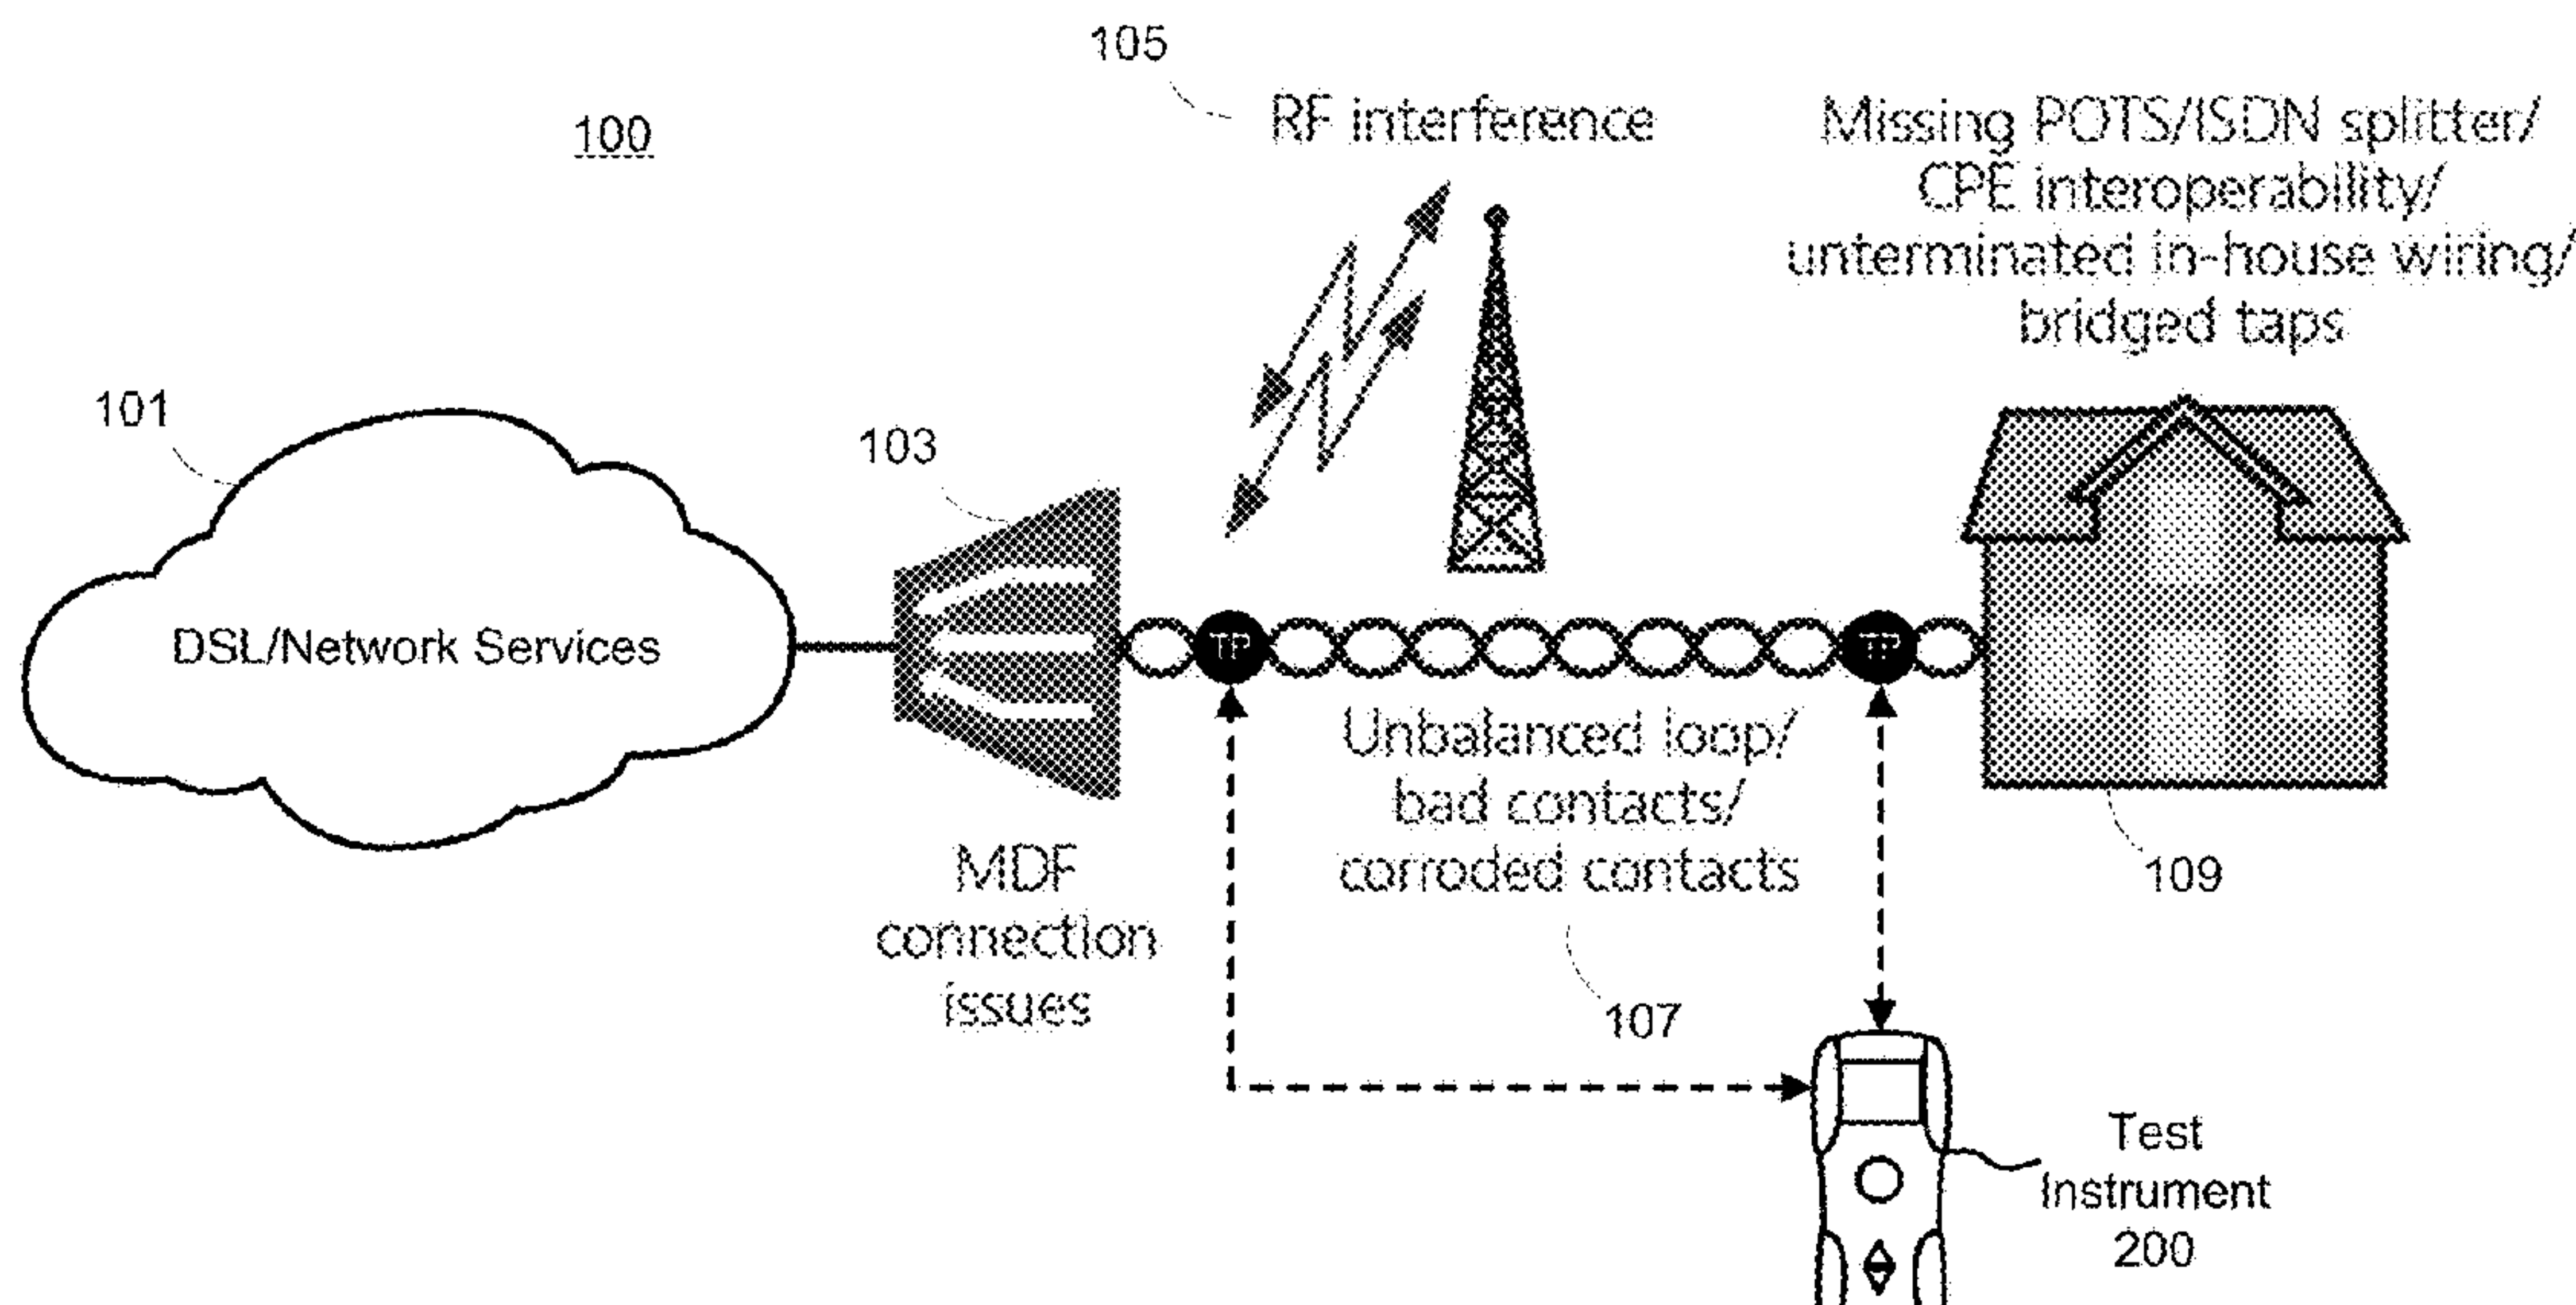 105
100
RF interference
Missing POTS/ISDN splitter/
CPE interoperability/
unterminated in-house wiring/
bridged taps
101
103
DSL/Network Services
TP
TP
Unbalanced loop/
bad contacts/
corroded contacts
MDF
connection
issues
109
107
Test
Instrument
200